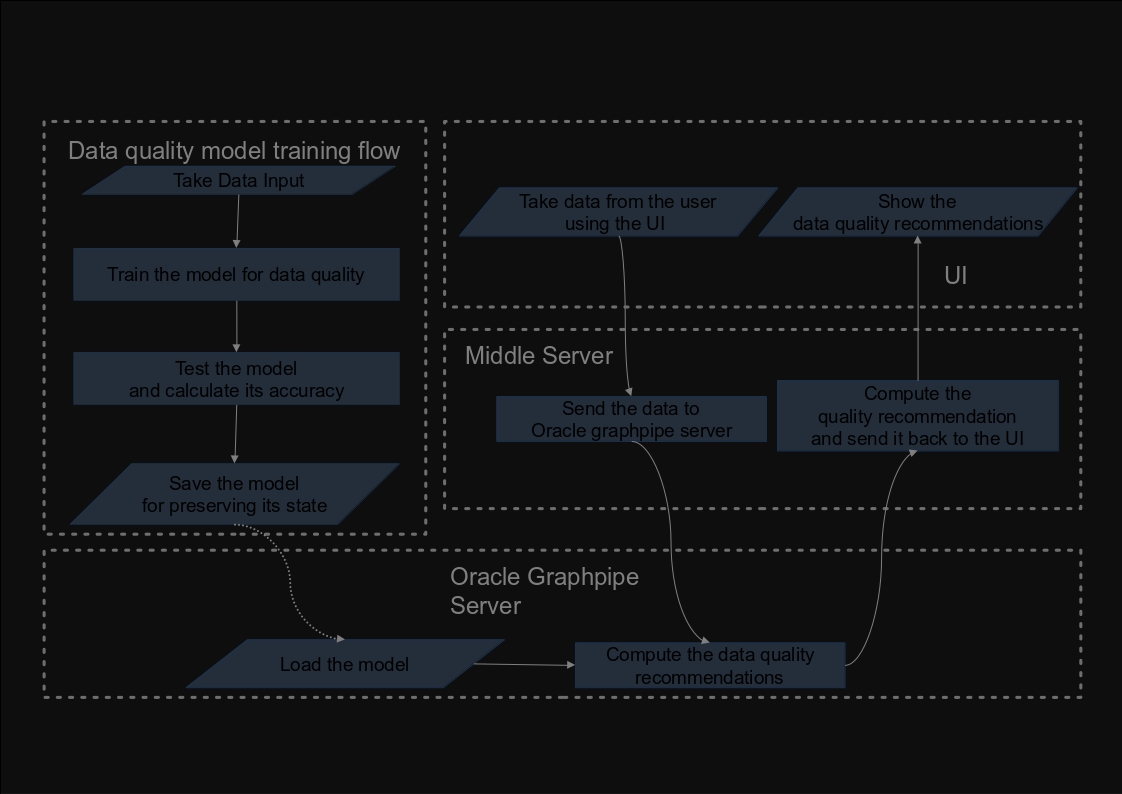 Data quality model training flow
Take Data Input
Train the model for data quality
Test the model
and calculate its accuracy
Save the model
for preserving its state
Take data from the user
using the UI
Show the
data quality recommendations
UI
Middle Server
Send the data to
Oracle graphpipe server
Compute the
quality recommendation
and send it back to the UI
Oracle Graphpipe
Server
Load the model
Compute the data quality
recommendations